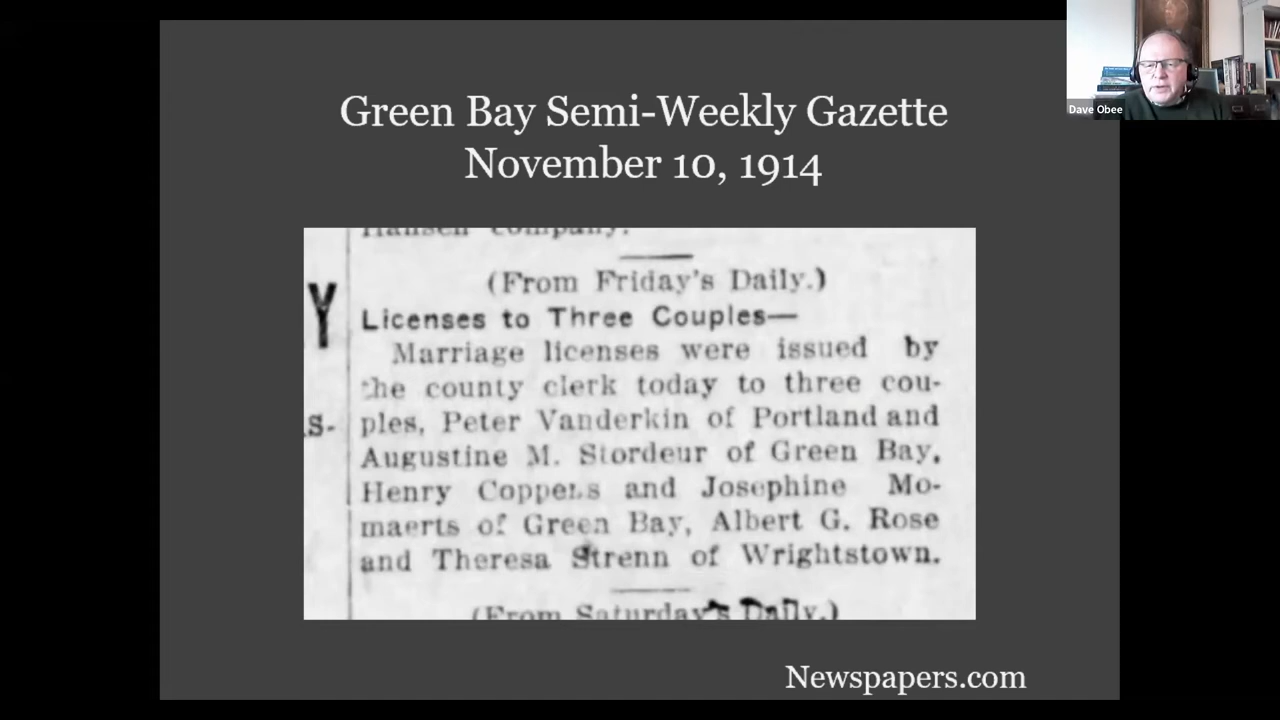 Green Bay Semi-Weekly Gazette
November 10, 1914
Hansen company.
(From Friday's Daily.)
Y
Licenses to Three Couples—
Marriage licenses were issued by
the county clerk today to three cou-
S-
ples, Peter Vanderkin of Portland and
Augustine M. Stordeur of Green Bay,
Henry Coppens and Josephine Mo-
maerts of Green Bay, Albert G. Rose
and Theresa Strenn of Wrightstown.
(From Saturday's Daily.)
Newspapers.com
Dave Obee